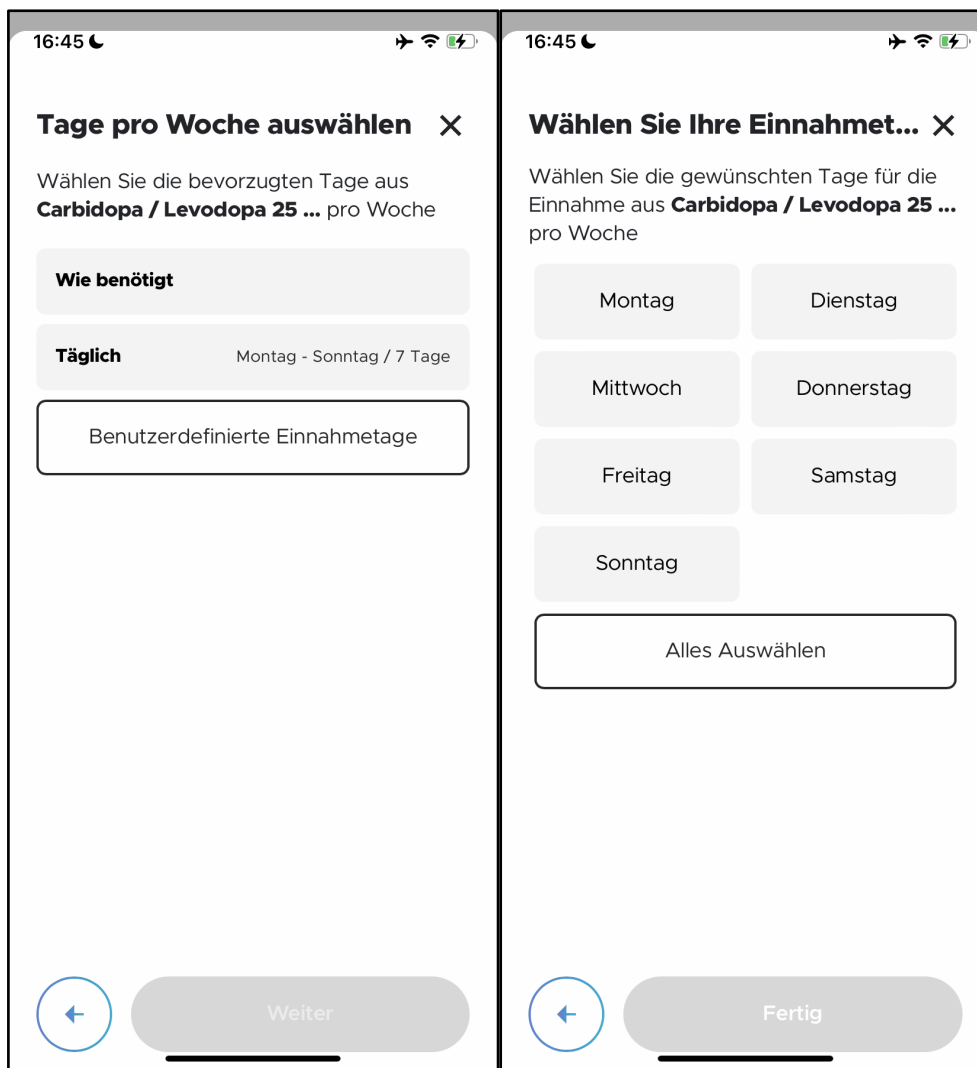 16:45
Tage pro Woche auswählen
Wählen Sie die bevorzugten Tage aus
Carbidopa / Levodopa 25 ... pro Woche
Wie benötigt
Täglich Montag - Sonntag / 7 Tage
Benutzerdefinierte Einnahmetage
Weiter
16:45
Wählen Sie Ihre Einnahmet...
Wählen Sie die gewünschten Tage für die
Einnahme aus Carbidopa / Levodopa 25 ...
pro Woche
Montag Dienstag
Mittwoch Donnerstag
Freitag Samstag
Sonntag
Alles Auswählen
Fertig